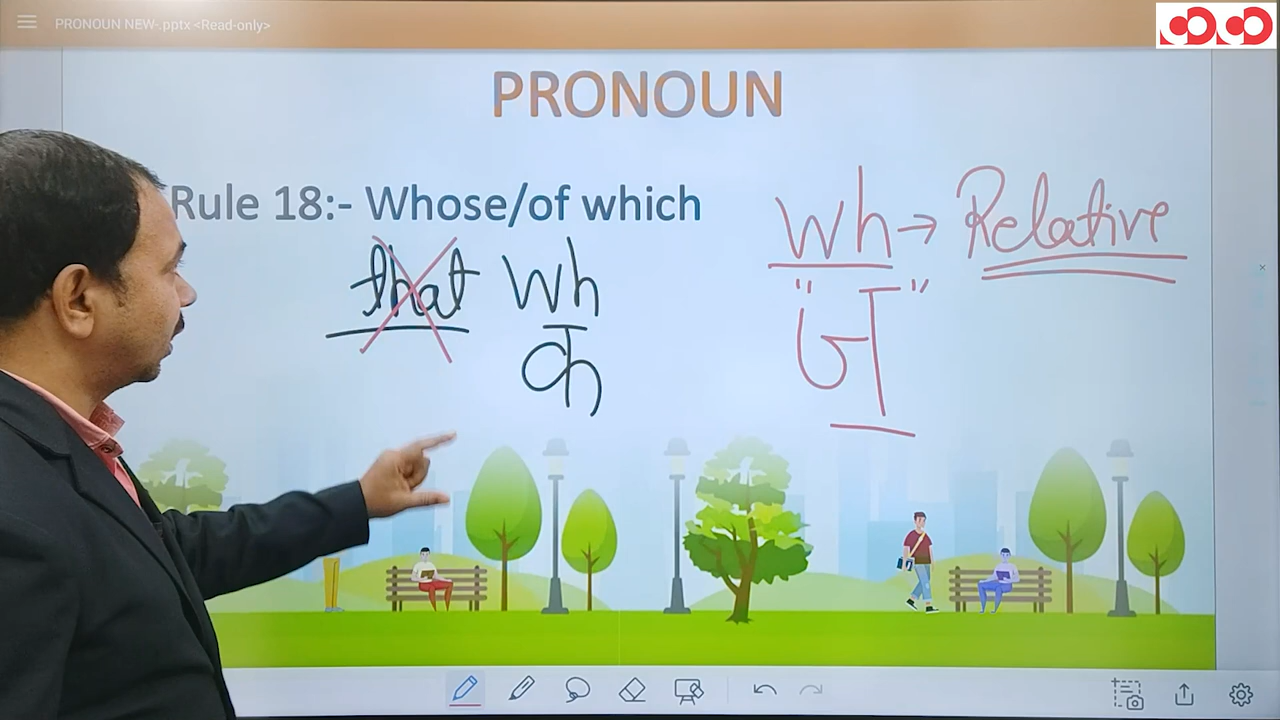 PRONOUN NEW-.pptx <Read-only>
PRONOUN
Rule 18:- Whose/of which
that Wh
क
Wh → Relative
"ज"